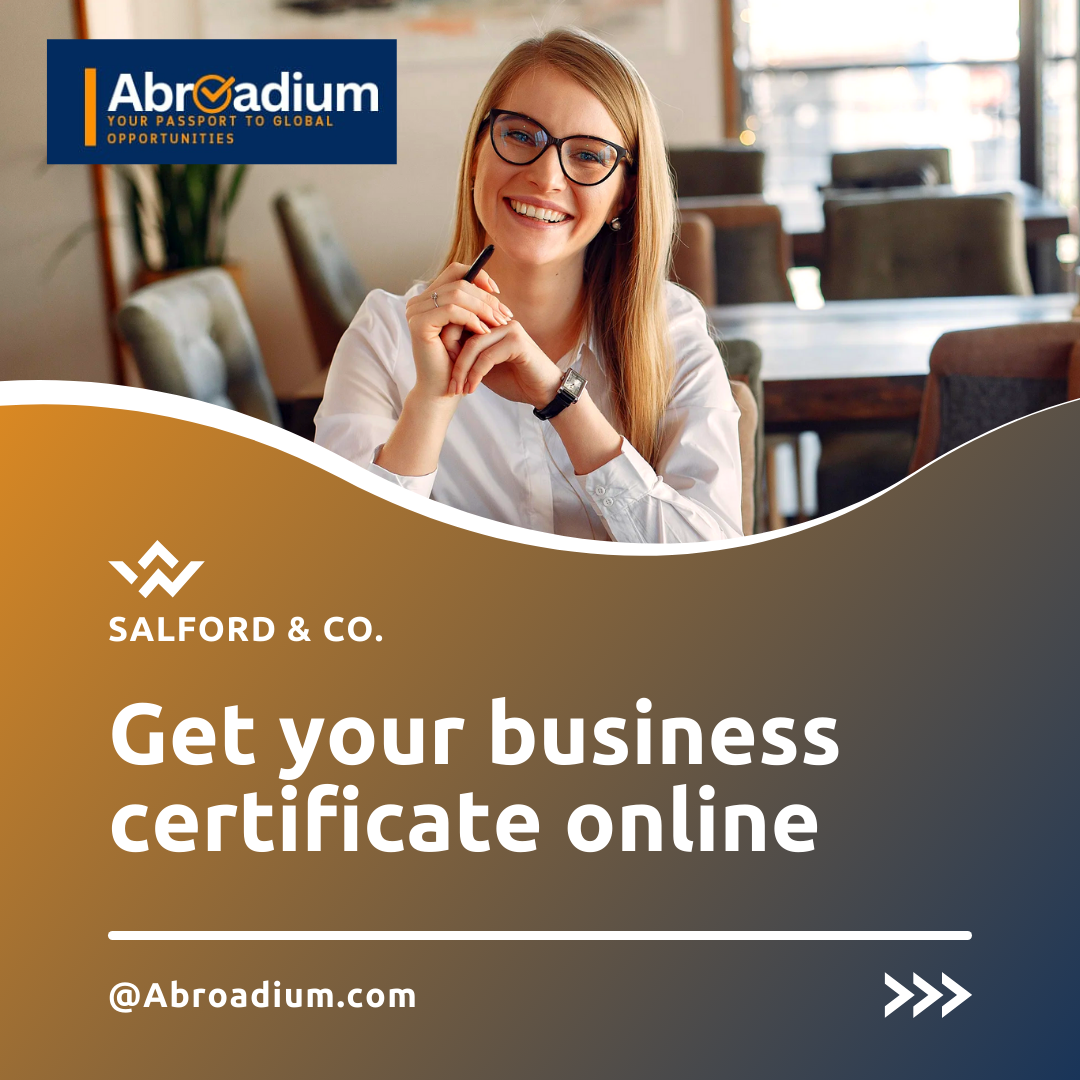 Abroadium
YOUR PASSPORT TO GLOBAL
OPPORTUNITIES
SALFORD & CO.
Get your business
certificate online
@Abroadium.com